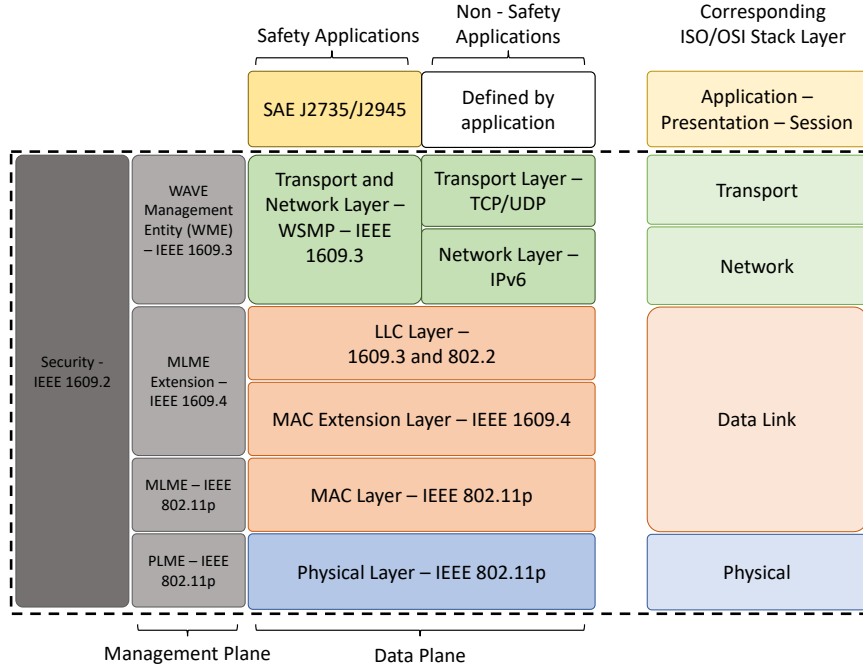 Safety Applications
Non - Safety
Applications
Corresponding
ISO/OSI Stack Layer
SAE J2735/J2945
Defined by
application
Application –
Presentation – Session
Security -
IEEE 1609.2
WAVE
Management
Entity (WME)
– IEEE 1609.3
Transport and
Network Layer –
WSMP – IEEE
1609.3
Transport Layer –
TCP/UDP
Transport
Network Layer –
IPv6
Network
MLME
Extension –
IEEE 1609.4
LLC Layer –
1609.3 and 802.2
MAC Extension Layer – IEEE 1609.4
Data Link
MLME – IEEE
802.11p
MAC Layer – IEEE 802.11p
PLME – IEEE
802.11p
Physical Layer – IEEE 802.11p
Physical
Management Plane
Data Plane